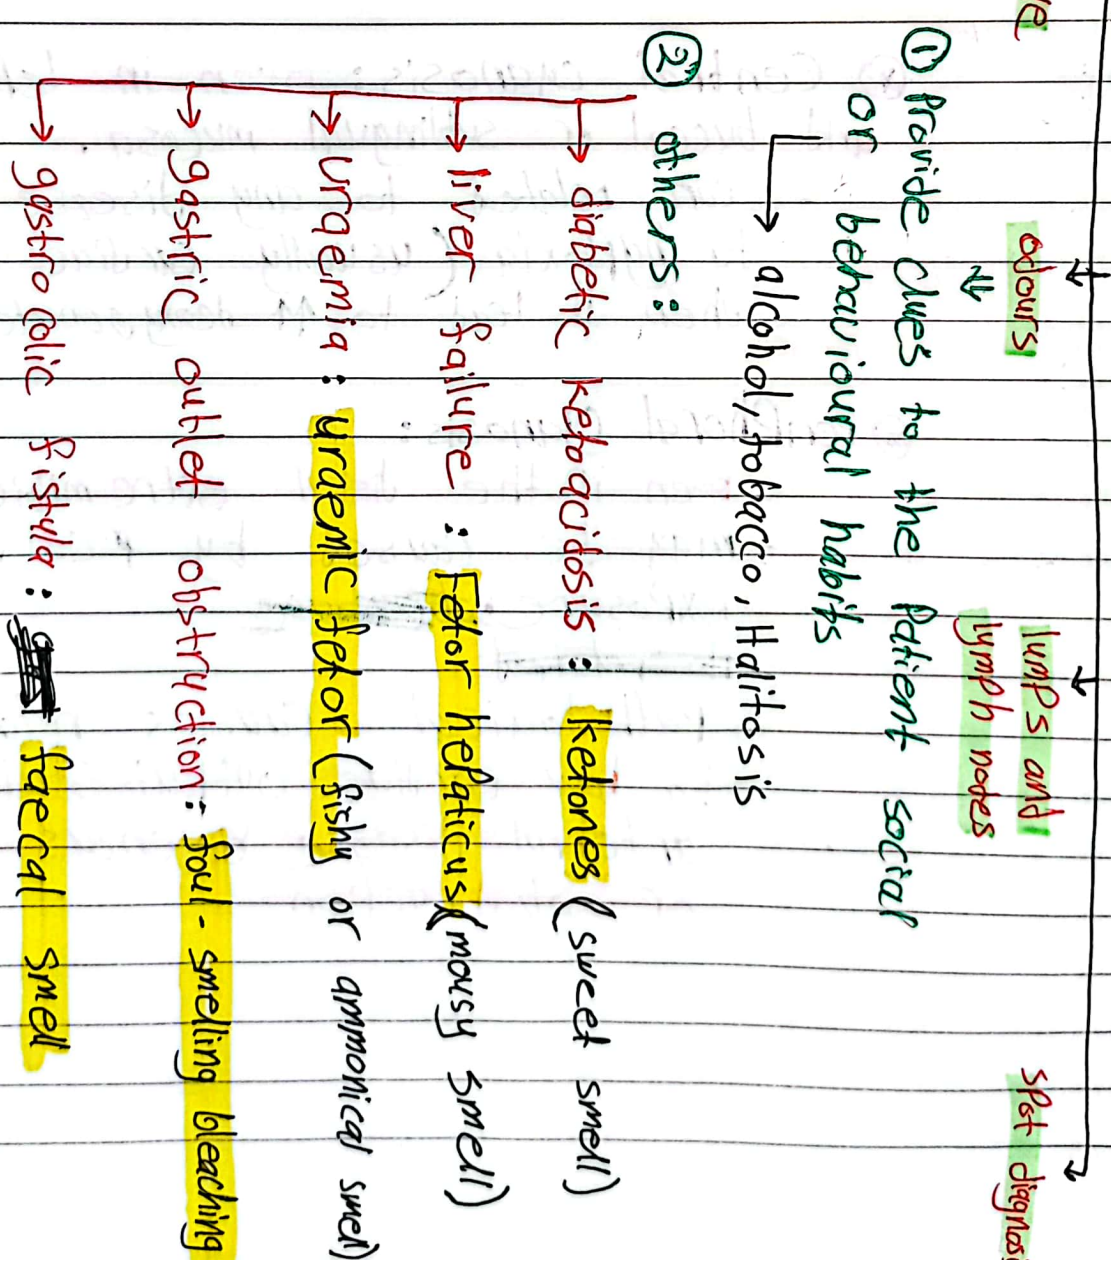 odours
lumps and
lymph nodes
spot diagnos
① Provide clues to the Patient social
or behavioural habits
alcohol, tobacco, Halitosis
② others:
diabetic ketoacidosis: ketones (sweet smell)
liver failure: Fetor hepaticus (mousy smell)
uraemia: uraemic fetor (fishy or ammonical smell)
gastric outlet obstruction: foul-smelling bleaching
gastrocolic fistula: faecal smell